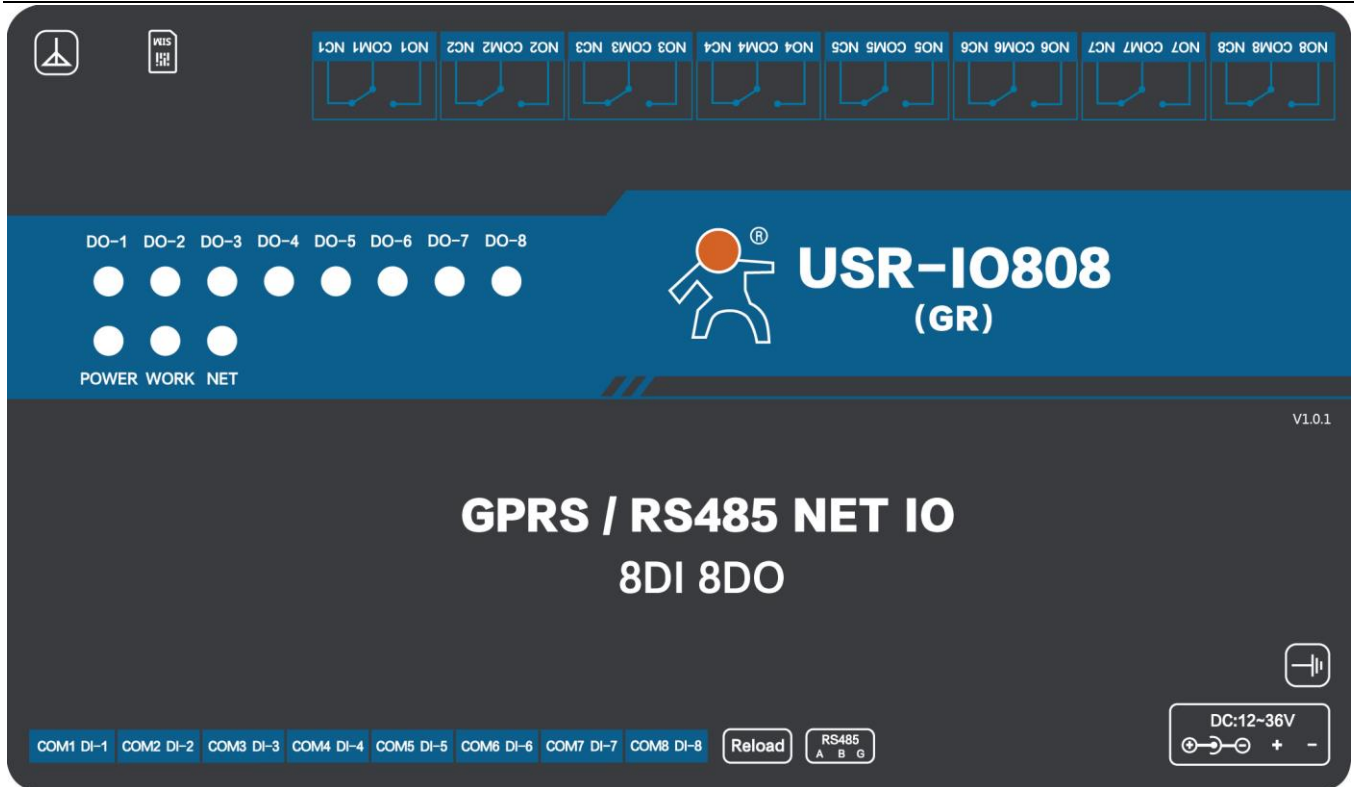 SIM
NO8 COM8 NC8 NO7 COM7 NC7 NO6 COM6 NC6 NO5 COM5 NC5 NO4 COM4 NC4 NO3 COM3 NC3 NO2 COM2 NC2 NO1 COM1 NC1
DO-1 DO-2 DO-3 DO-4 DO-5 DO-6 DO-7 DO-8
POWER WORK NET
®
USR-IO808
(GR)
V1.0.1
GPRS / RS485 NET IO
8DI 8DO
COM1 DI-1 COM2 DI-2 COM3 DI-3 COM4 DI-4 COM5 DI-5 COM6 DI-6 COM7 DI-7 COM8 DI-8
Reload
RS485
A B G
DC:12~36V
+ -